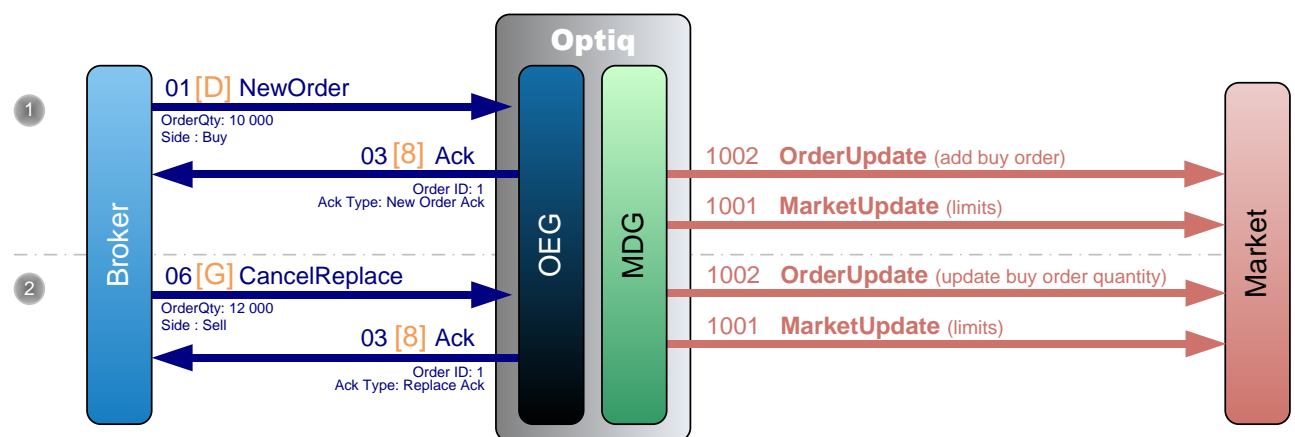 Optiq
1
01 [D] NewOrder
OrderQty: 10 000
Side : Buy
03 [8] Ack
Order ID: 1
Ack Type: New Order Ack
1002 OrderUpdate (add buy order)
1001 MarketUpdate (limits)
Broker
OEG
MDG
Market
2
06 [G] CancelReplace
OrderQty: 12 000
Side : Sell
03 [8] Ack
Order ID: 1
Ack Type: Replace Ack
1002 OrderUpdate (update buy order quantity)
1001 MarketUpdate (limits)